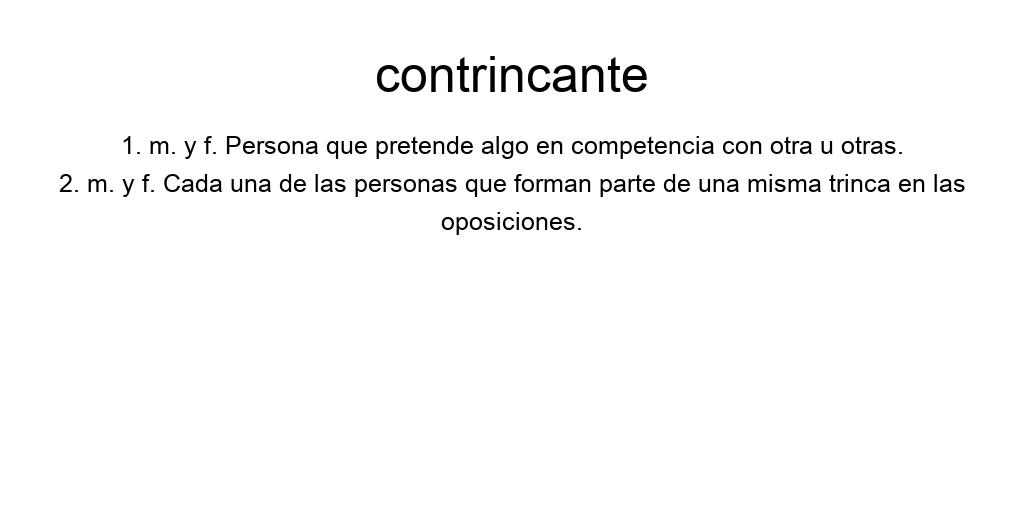 contrincante
1. m. y f. Persona que pretende algo en competencia con otra u otras.
2. m. y f. Cada una de las personas que forman parte de una misma trinca en las
oposiciones.